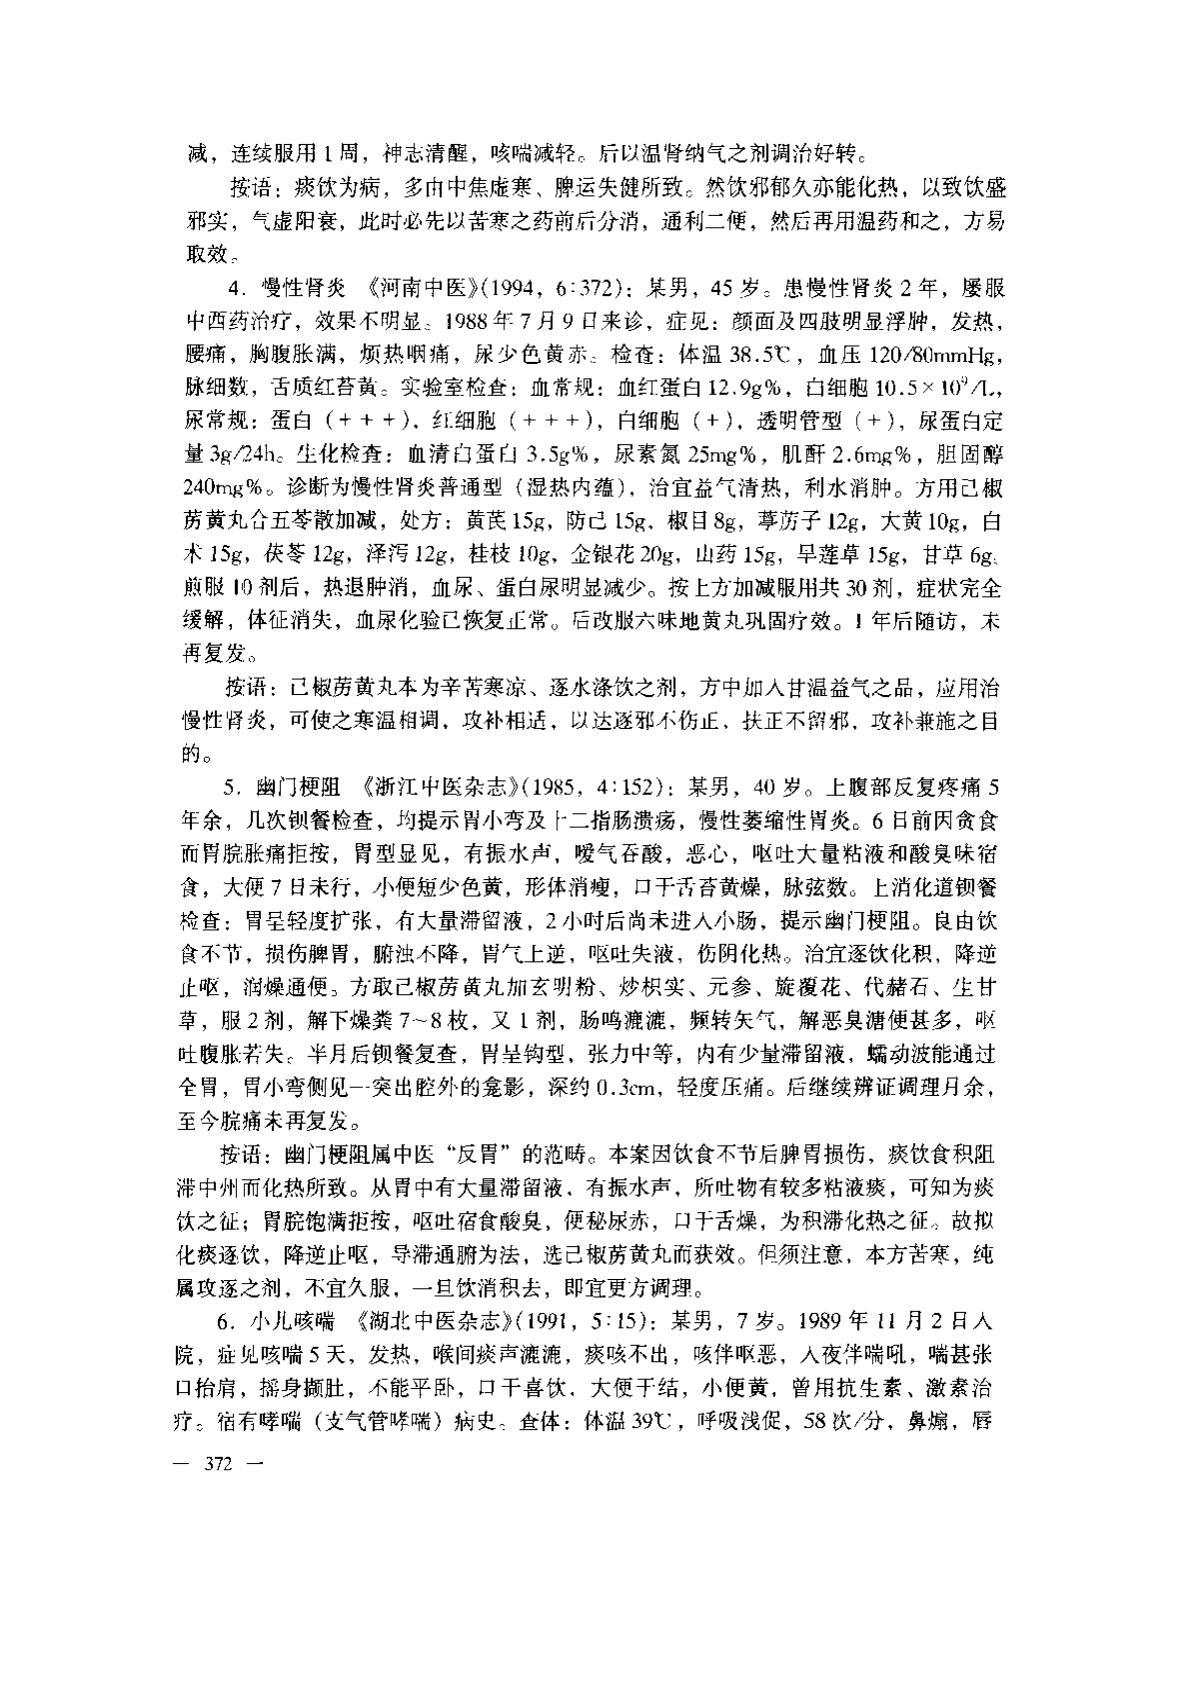 减，连续服用1周，神志清醒，咳喘减轻。后以温肾纳气之剂调治好转。
按语：痰饮为病，多由中焦虚寒、脾运失健所致。然饮邪郁久亦能化热，以致饮盛
邪实，气虚阳衰，此时必先以苦寒之药前后分消，通利二便，然后再用温药和之，方易
取效。
4．慢性肾炎 《河南中医》(1994，6:372)：某男，45岁。患慢性肾炎2年，屡服
中西药治疗，效果不明显。1988年7月9日来诊，症见：颜面及四肢明显浮肿，发热，
腰痛，胸腹胀满，烦热咽痛，尿少色黄赤。检查：体温38.5℃，血压120/80mmHg，
脉细数，舌质红苔黄。实验室检查：血常规：血红蛋白12.9g%，白细胞10.5×10⁹/L，
尿常规：蛋白（＋＋＋），红细胞（＋＋＋），白细胞（＋），透明管型（＋），尿蛋白定
量3g/24h。生化检查：血清白蛋白3.5g%，尿素氮25mg%，肌酐2.6mg%，胆固醇
240mg%。诊断为慢性肾炎普通型（湿热内蕴），治宜益气清热，利水消肿。方用己椒
苈黄丸合五苓散加减，处方：黄芪15g，防己15g，椒目8g，葶苈子12g，大黄10g，白
术15g，茯苓12g，泽泻12g，桂枝10g，金银花20g，山药15g，旱莲草15g，甘草6g。
煎服10剂后，热退肿消，血尿、蛋白尿明显减少。按上方加减服用共30剂，症状完全
缓解，体征消失，血尿化验已恢复正常。后改服六味地黄丸巩固疗效。1年后随访，未
再复发。
按语：己椒苈黄丸本为辛苦寒凉、逐水涤饮之剂，方中加入甘温益气之品，应用治
慢性肾炎，可使之寒温相调，攻补相适，以达逐邪不伤正，扶正不留邪，攻补兼施之目
的。
5．幽门梗阻 《浙江中医杂志》(1985，4:152)：某男，40岁。上腹部反复疼痛5
年余，几次钡餐检查，均提示胃小弯及十二指肠溃疡，慢性萎缩性胃炎。6日前因贪食
而胃脘胀痛拒按，胃型显见，有振水声，嗳气吞酸，恶心，呕吐大量粘液和酸臭味宿
食，大便7日未行，小便短少色黄，形体消瘦，口干舌苔黄燥，脉弦数。上消化道钡餐
检查：胃呈轻度扩张，有大量滞留液，2小时后尚未进入小肠，提示幽门梗阻。良由饮
食不节，损伤脾胃，腑浊不降，胃气上逆，呕吐失液，伤阴化热。治宜逐饮化积，降逆
止呕，润燥通便。方取己椒苈黄丸加玄明粉、炒枳实、元参、旋覆花、代赭石、生甘
草，服2剂，解下燥粪7～8枚，又1剂，肠鸣漉漉，频转矢气，解恶臭溏便甚多，呕
吐腹胀若失。半月后钡餐复查，胃呈钩型，张力中等，内有少量滞留液，蠕动波能通过
全胃，胃小弯侧见一突出腔外的龛影，深约0.3cm，轻度压痛。后继续辨证调理月余，
至今脘痛未再复发。
按语：幽门梗阻属中医“反胃”的范畴。本案因饮食不节后脾胃损伤，痰饮食积阻
滞中州而化热所致。从胃中有大量滞留液，有振水声，所吐物有较多粘液痰，可知为痰
饮之征；胃脘饱满拒按，呕吐宿食酸臭，便秘尿赤，口干舌燥，为积滞化热之征。故拟
化痰逐饮，降逆止呕，导滞通腑为法，选己椒苈黄丸而获效。但须注意，本方苦寒，纯
属攻逐之剂，不宜久服，一旦饮消积去，即宜更方调理。
6．小儿咳喘 《湖北中医杂志》(1991，5:15)：某男，7岁。1989年11月2日入
院，症见咳喘5天，发热，喉间痰声漉漉，痰咳不出，咳伴呕恶，入夜伴喘吼，喘甚张
口抬肩，摇身撷肚，不能平卧，口干喜饮，大便干结，小便黄，曾用抗生素、激素治
疗。宿有哮喘（支气管哮喘）病史。查体：体温39℃，呼吸浅促，58次/分，鼻煽，唇
— 372 —